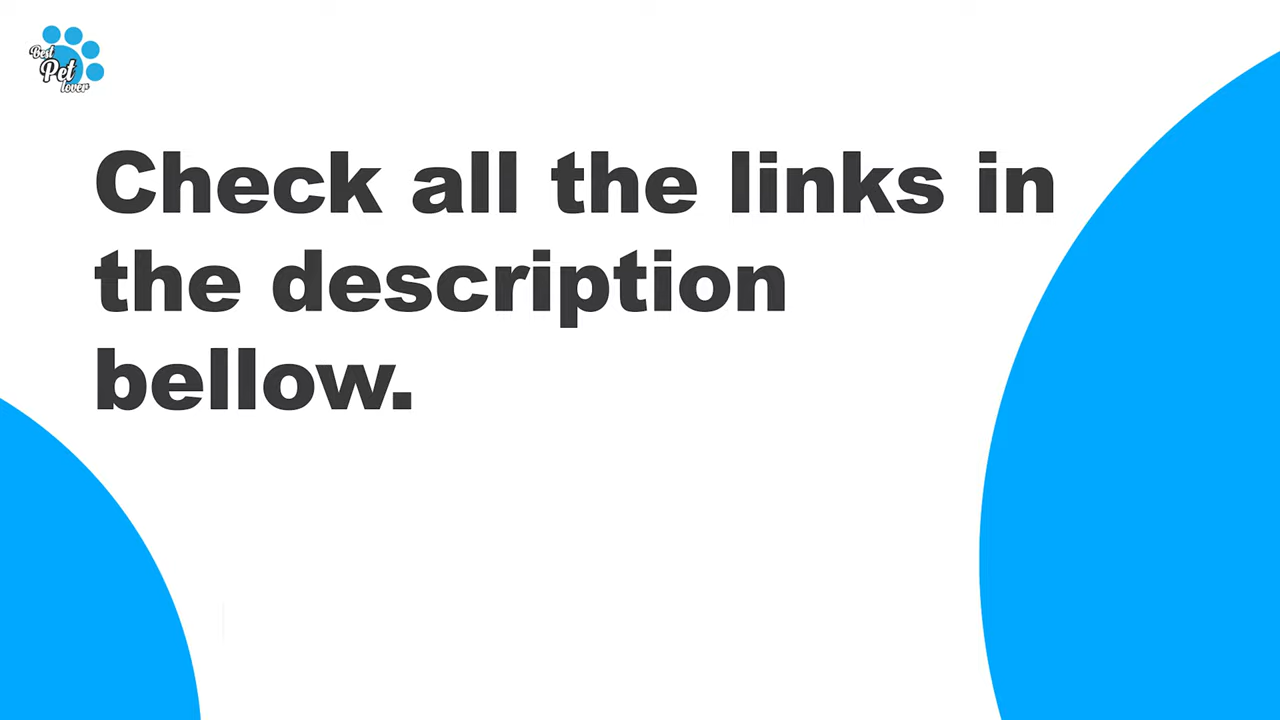 Best
Pet
lover
Check all the links in
the description
bellow.